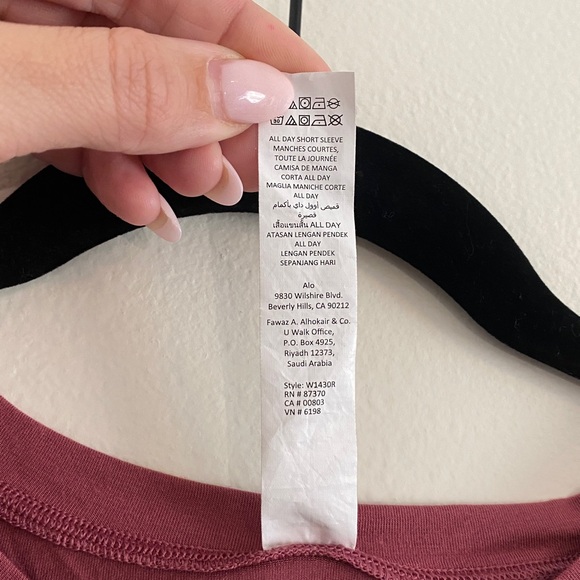 30
ALL DAY SHORT SLEEVE
MANCHES COURTES,
TOUTE LA JOURNÉE
CAMISA DE MANGA
CORTA ALL DAY
MAGLIA MANICHE CORTE
ALL DAY
قميص أوول داي بأكمام
قصيرة
เสื้อแขนสั้น ALL DAY
ATASAN LENGAN PENDEK
ALL DAY
LENGAN PENDEK
SEPANJANG HARI
Alo
9830 Wilshire Blvd.
Beverly Hills, CA 90212
Fawaz A. Alhokair & Co.
U Walk Office,
P.O. Box 4925,
Riyadh 12373,
Saudi Arabia
Style: W1430R
RN # 87370
CA # 00803
VN # 6198